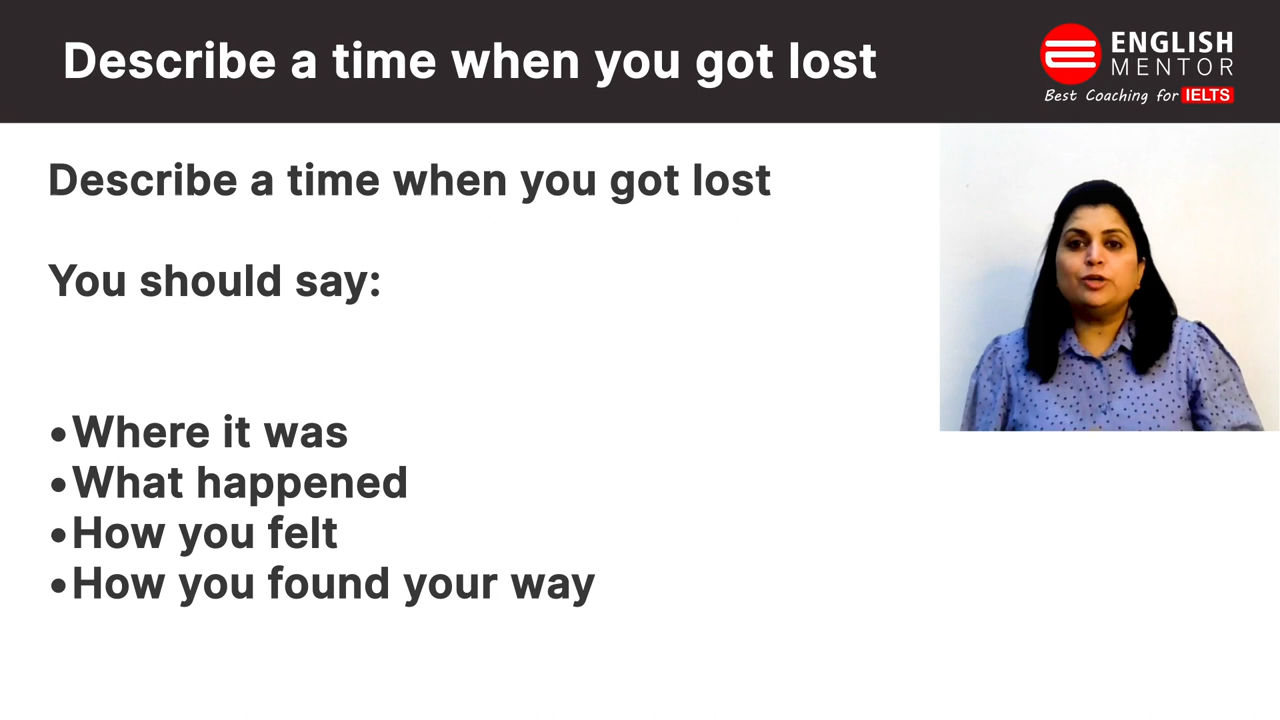 Describe a time when you got lost
ENGLISH
MENTOR
Best Coaching for IELTS
Describe a time when you got lost
You should say:
•Where it was
•What happened
•How you felt
•How you found your way